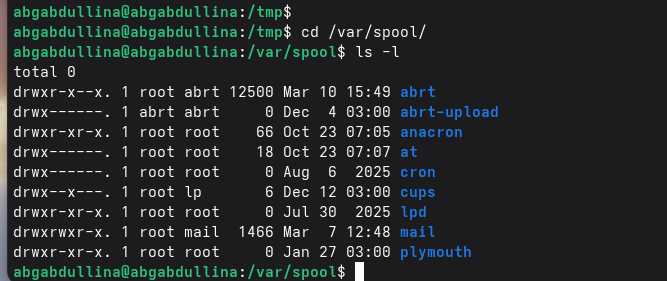 abgabdullina@abgabdullina:/tmp$
abgabdullina@abgabdullina:/tmp$ cd /var/spool/
abgabdullina@abgabdullina:/var/spool$ ls -l
total 0
drwxr-x--x. 1 root abrt 12500 Mar 10 15:49 abrt
drwx------. 1 abrt abrt     0 Dec  4 03:00 abrt-upload
drwxr-xr-x. 1 root root    66 Oct 23 07:05 anacron
drwx------. 1 root root    18 Oct 23 07:07 at
drwx------. 1 root root     0 Aug  6  2025 cron
drwx--x---. 1 root lp       6 Dec 12 03:00 cups
drwxr-xr-x. 1 root root     0 Jul 30  2025 lpd
drwxrwxr-x. 1 root mail  1466 Mar  7 12:48 mail
drwxr-xr-x. 1 root root     0 Jan 27 03:00 plymouth
abgabdullina@abgabdullina:/var/spool$